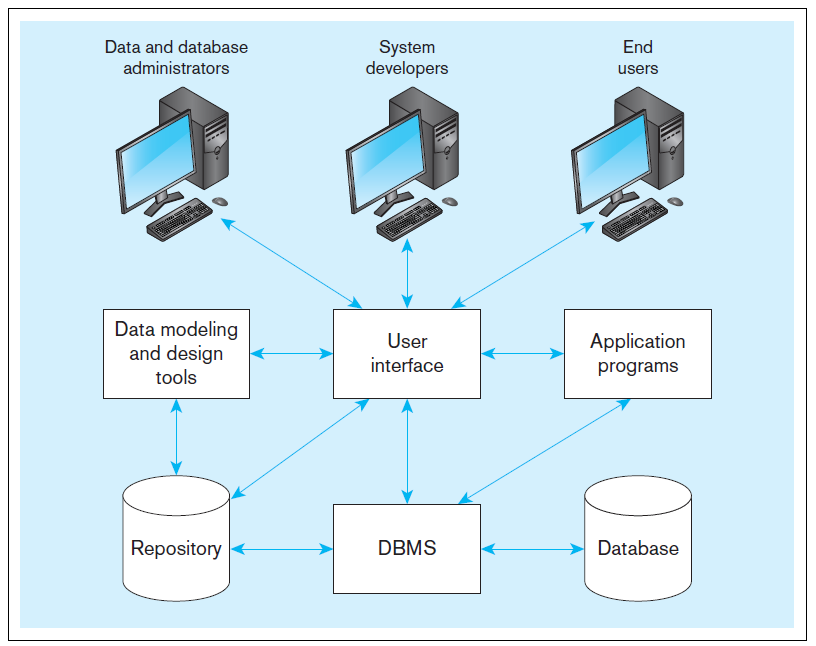 Data and database
administrators
System
developers
End
users
Data modeling
and design
tools
User
interface
Application
programs
Repository
DBMS
Database